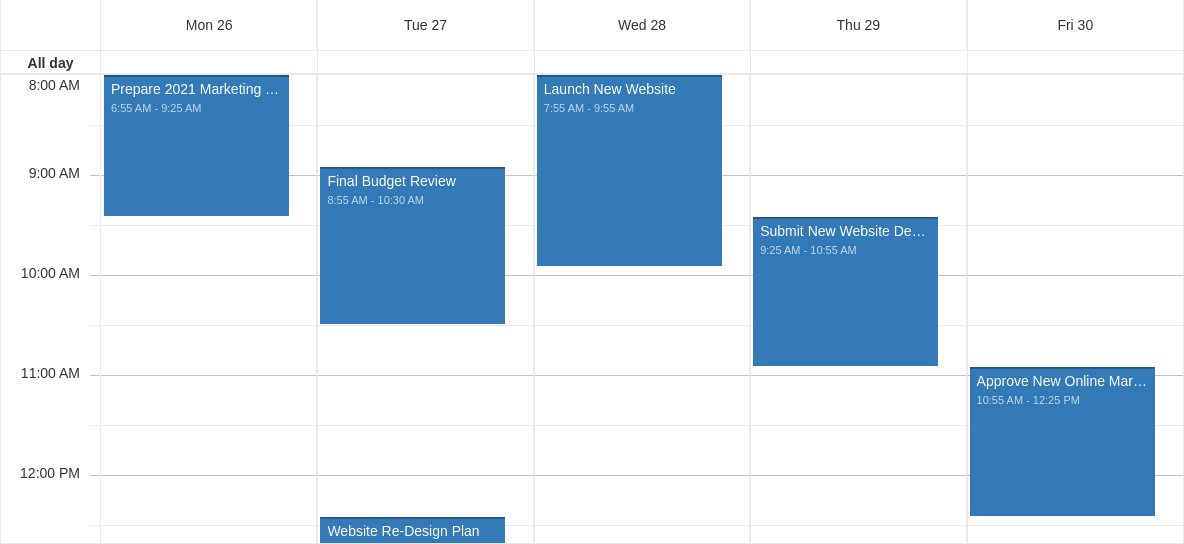 Mon 26
Tue 27
Wed 28
Thu 29
Fri 30
All day
8:00 AM
9:00 AM
10:00 AM
11:00 AM
12:00 PM
Prepare 2021 Marketing …
6:55 AM - 9:25 AM
Final Budget Review
8:55 AM - 10:30 AM
Website Re-Design Plan
Launch New Website
7:55 AM - 9:55 AM
Submit New Website De…
9:25 AM - 10:55 AM
Approve New Online Mar…
10:55 AM - 12:25 PM